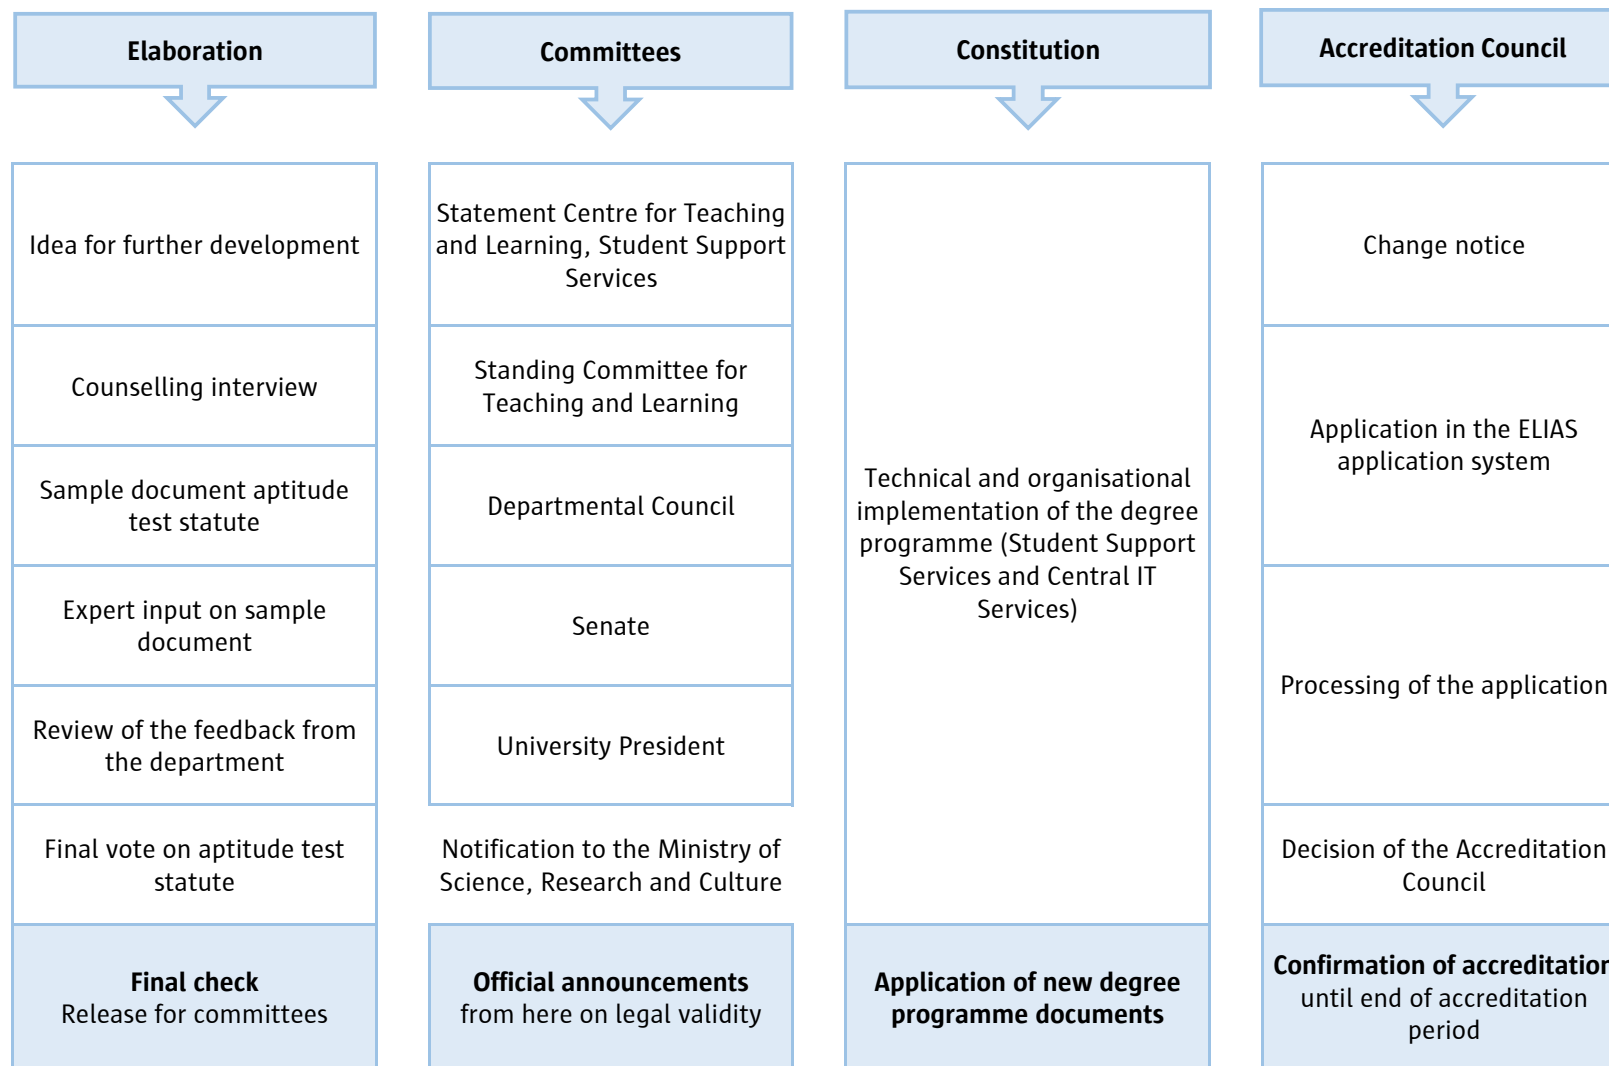 Elaboration
Idea for further development
Counselling interview
Sample document aptitude
test statute
Expert input on sample
document
Review of the feedback from
the department
Final vote on aptitude test
statute
Final check
Release for committees
Committees
Statement Centre for Teaching
and Learning, Student Support
Services
Standing Committee for
Teaching and Learning
Departmental Council
Senate
University President
Notification to the Ministry of
Science, Research and Culture
Official announcements
from here on legal validity
Constitution
Technical and organisational
implementation of the degree
programme (Student Support
Services and Central IT
Services)
Application of new degree
programme documents
Accreditation Council
Change notice
Application in the ELIAS
application system
Processing of the application
Decision of the Accreditation
Council
Confirmation of accreditation
until end of accreditation
period